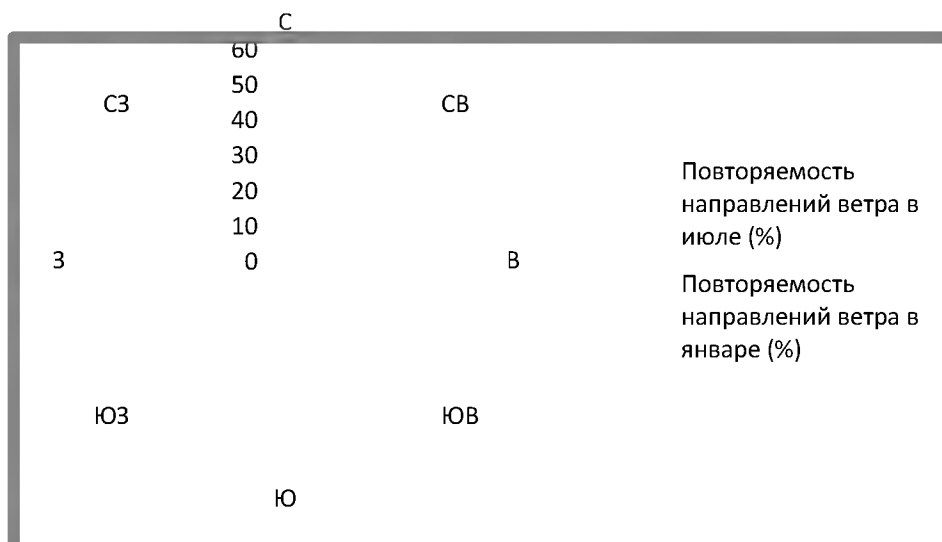 С
60
50
СЗ
СВ
40
30
20
10
З
0
В
Повторяемость
направлений ветра в
июле (%)
Повторяемость
направлений ветра в
январе (%)
ЮЗ
ЮВ
Ю